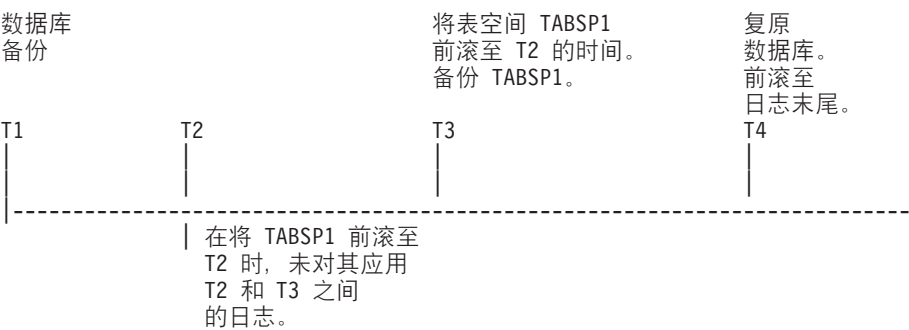 数据库
备份
将表空间 TABSP1
前滚至 T2 的时间。
备份 TABSP1。
复原
数据库。
前滚至
日志末尾。
T1
T2
T3
T4
在将 TABSP1 前滚至
T2 时, 未对其应用
T2 和 T3 之间
的日志。